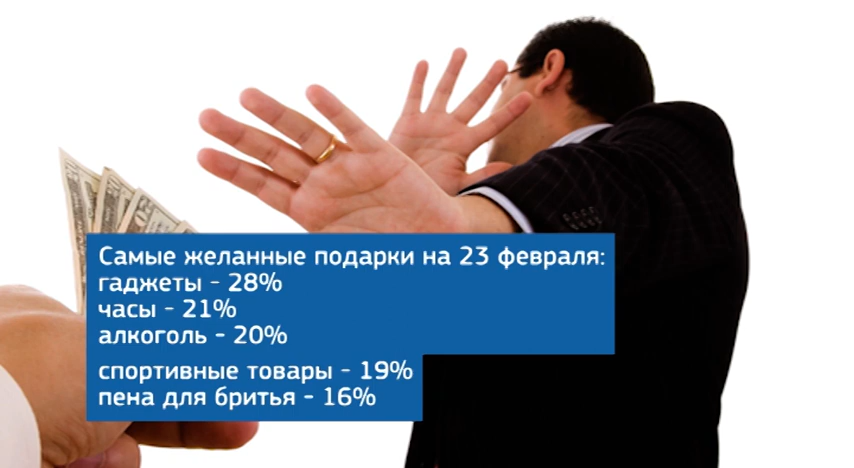 Самые желанные подарки на 23 февраля:
гаджеты - 28%
часы - 21%
алкоголь - 20%
спортивные товары - 19%
пена для бритья - 16%